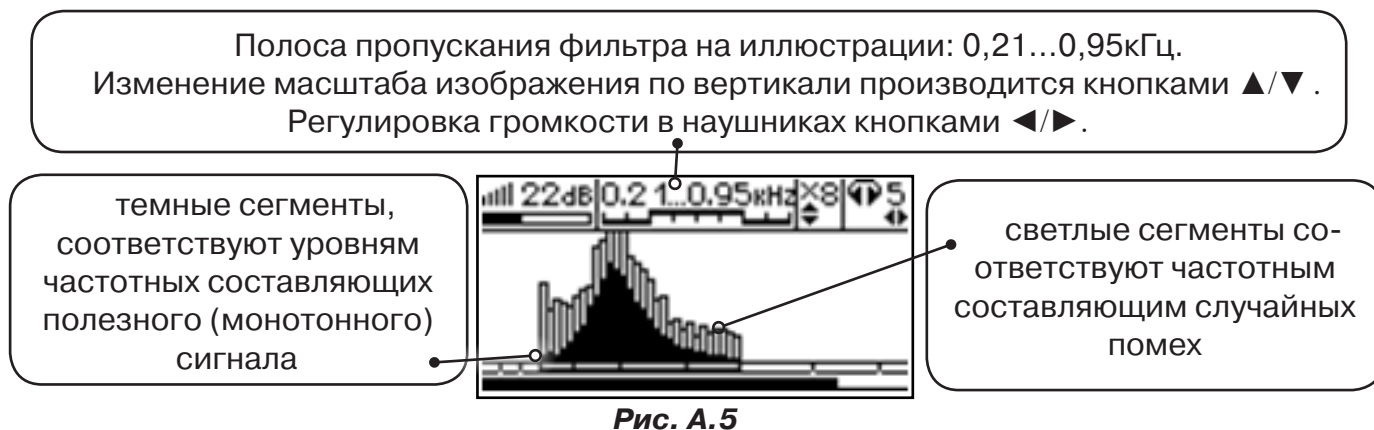 Полоса пропускания фильтра на иллюстрации: 0,21...0,95кГц.
Изменение масштаба изображения по вертикали производится кнопками ▲/▼ .
Регулировка громкости в наушниках кнопками ◄/►.
темные сегменты,
соответствуют уровням
частотных составляющих
полезного (монотонного)
сигнала
22dB 0.2 1...0.95кHz ×8 5
светлые сегменты со-
ответствуют частотным
составляющим случайных
помех
Рис. А.5